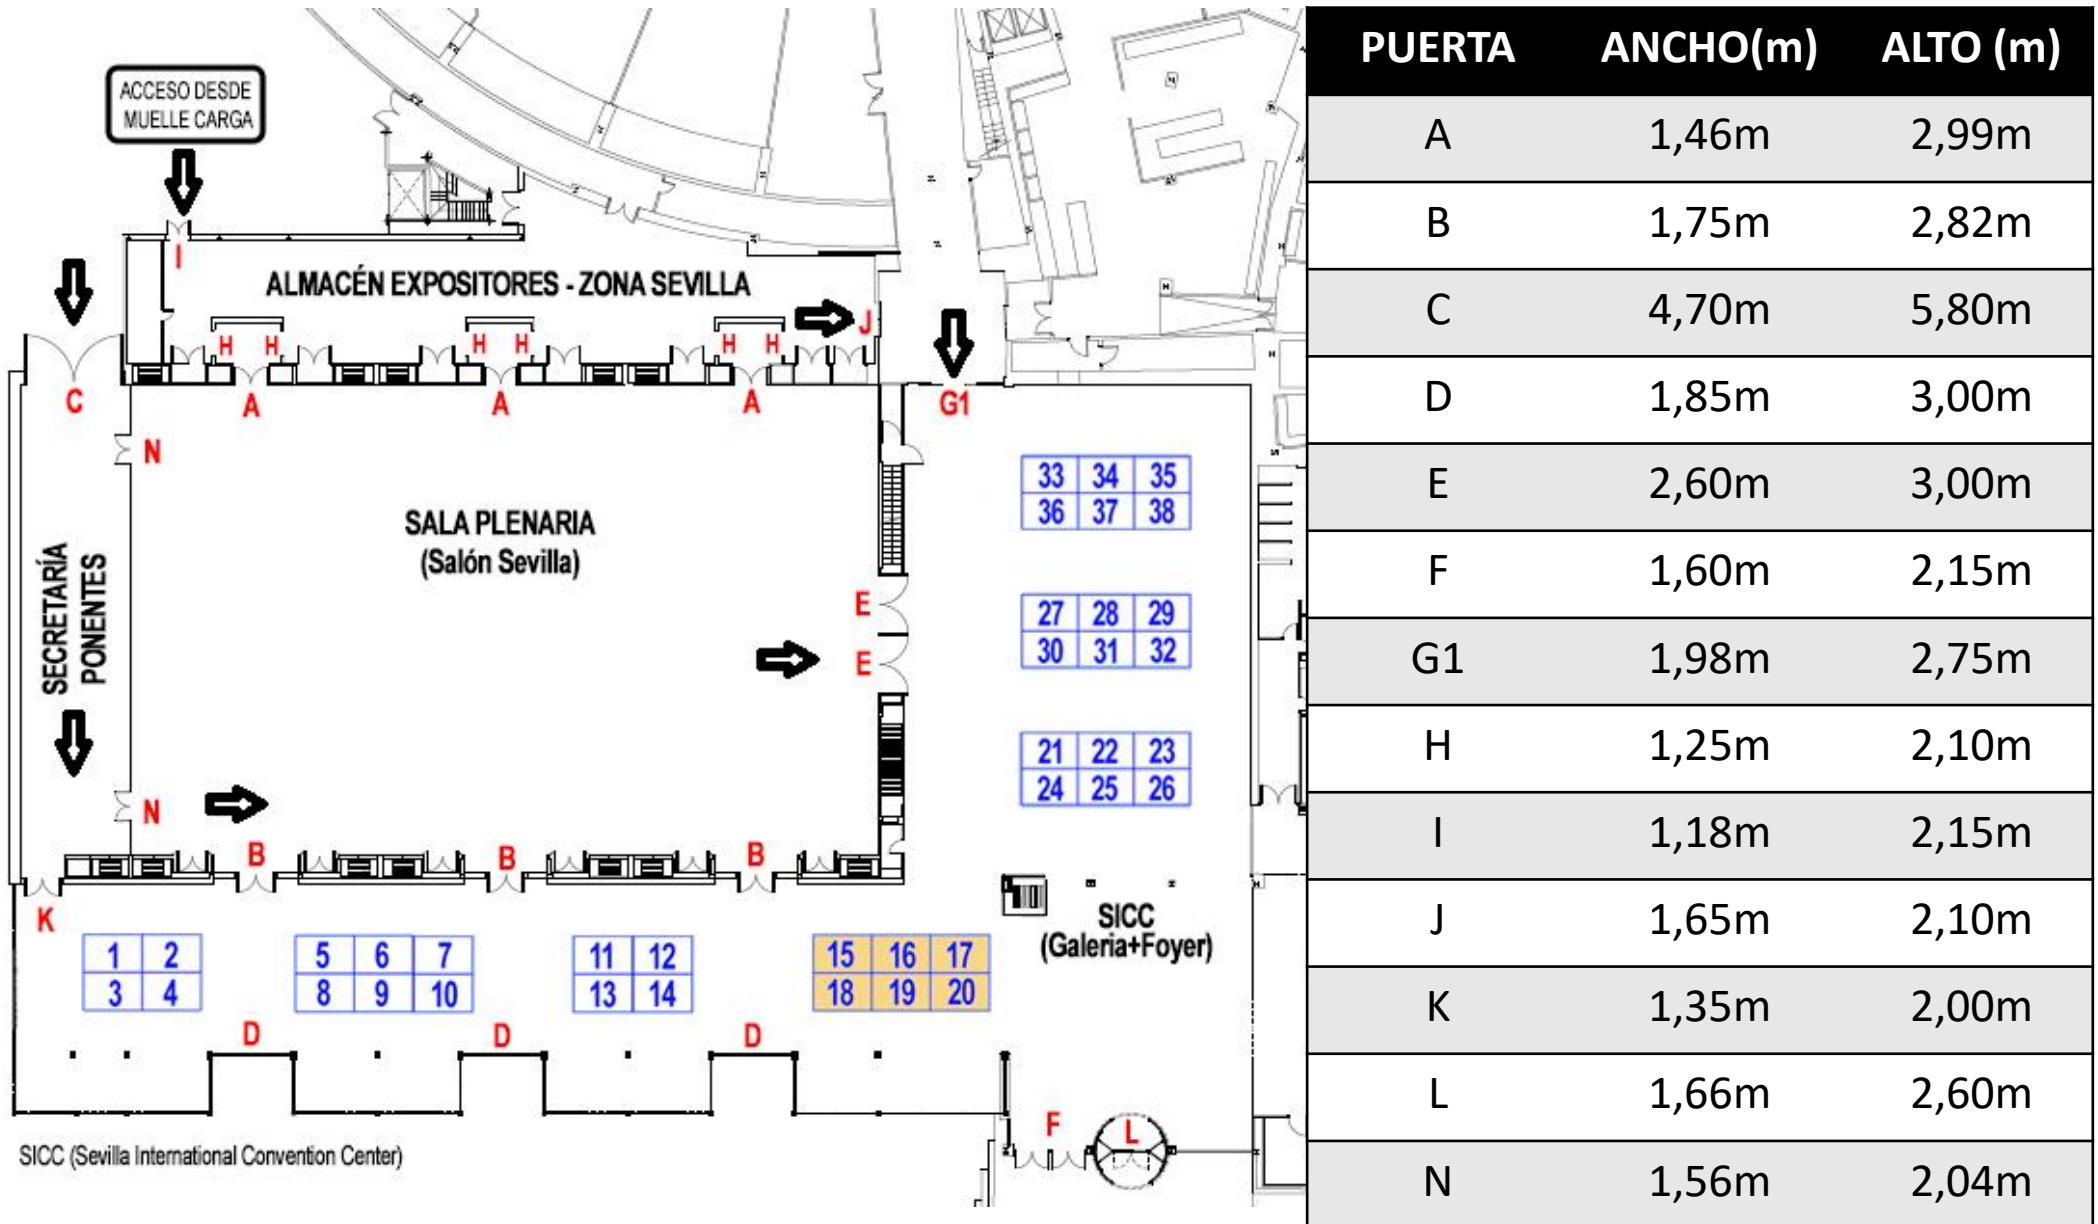 ACCESO DESDE
MUELLE CARGA
I
ALMACÉN EXPOSITORES - ZONA SEVILLA
J
H H H H H H
C A A A G1
N
33 34 35
36 37 38
SALA PLENARIA
(Salón Sevilla)
SECRETARÍA
PONENTES
E
27 28 29
30 31 32
E
21 22 23
24 25 26
N
B B B
K
SICC
(Galeria+Foyer)
1 2 5 6 7 11 12 15 16 17
3 4 8 9 10 13 14 18 19 20
D D D
F L
SICC (Sevilla International Convention Center)
PUERTA ANCHO(m) ALTO (m)
A 1,46m 2,99m
B 1,75m 2,82m
C 4,70m 5,80m
D 1,85m 3,00m
E 2,60m 3,00m
F 1,60m 2,15m
G1 1,98m 2,75m
H 1,25m 2,10m
I 1,18m 2,15m
J 1,65m 2,10m
K 1,35m 2,00m
L 1,66m 2,60m
N 1,56m 2,04m